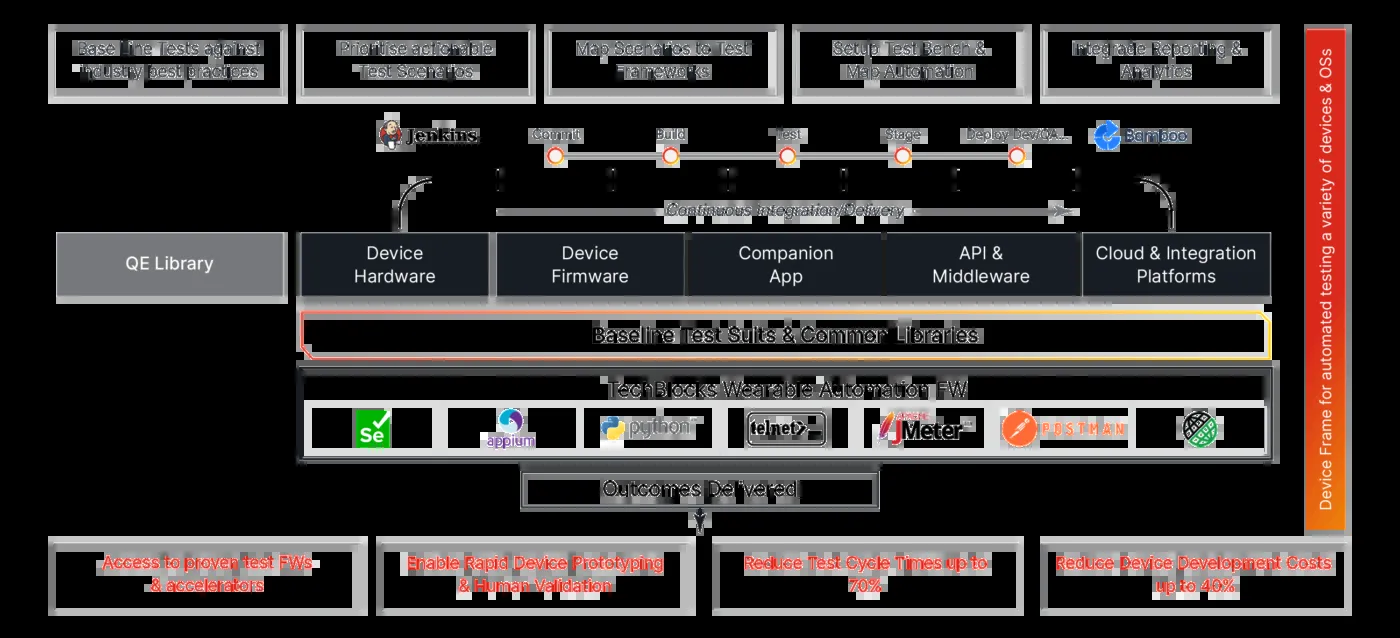 Base Line Tests against
industry best practices
Prioritise actionable
Test Scenarios
Map Scenarios to Test
Frameworks
Setup Test Bench &
Map Automation
Integrade Reporting &
Analytics
Jenkins
Commit
Build
Test
Stage
Deploy Dev/QA...
Bamboo
Continuous Integration/Delivery
QE Library
Device
Hardware
Device
Firmware
Companion
App
API &
Middleware
Cloud & Integration
Platforms
Baseline Test Suits & Common Libraries
TechBlocks Wearable Automation FW
Se
appium
python
telnet>-
APACHE
JMeter
POSTMAN
Outcomes Delivered
Access to proven test FWs
& accelerators
Enable Rapid Device Prototyping
& Human Validation
Reduce Test Cycle Times up to
70%
Reduce Device Development Costs
up to 40%
Device Frame for automated testing a variety of devices & OSs